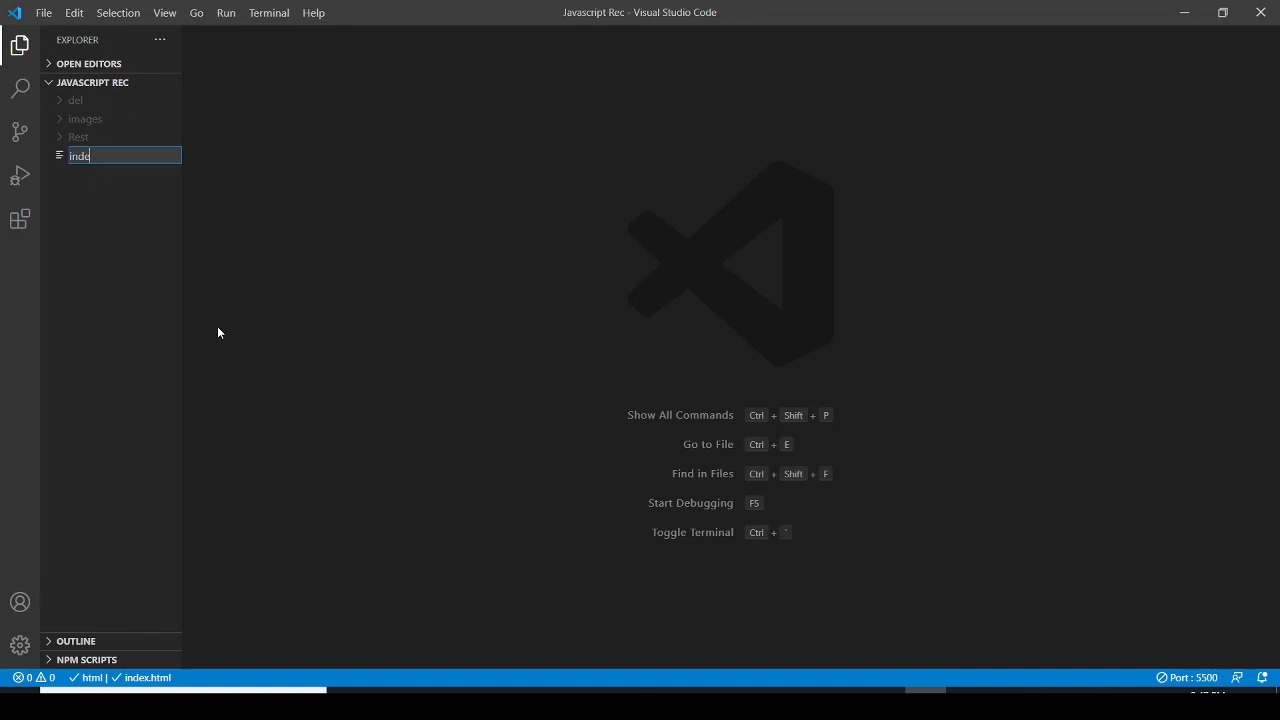 File Edit Selection View Go Run Terminal Help
Javascript Rec - Visual Studio Code
EXPLORER ···
OPEN EDITORS
JAVASCRIPT REC
del
images
Rest
inde
Show All Commands Ctrl + Shift + P
Go to File Ctrl + E
Find in Files Ctrl + Shift + F
Start Debugging F5
Toggle Terminal Ctrl + `
OUTLINE
NPM SCRIPTS
0 0 html | index.html
Port : 5500